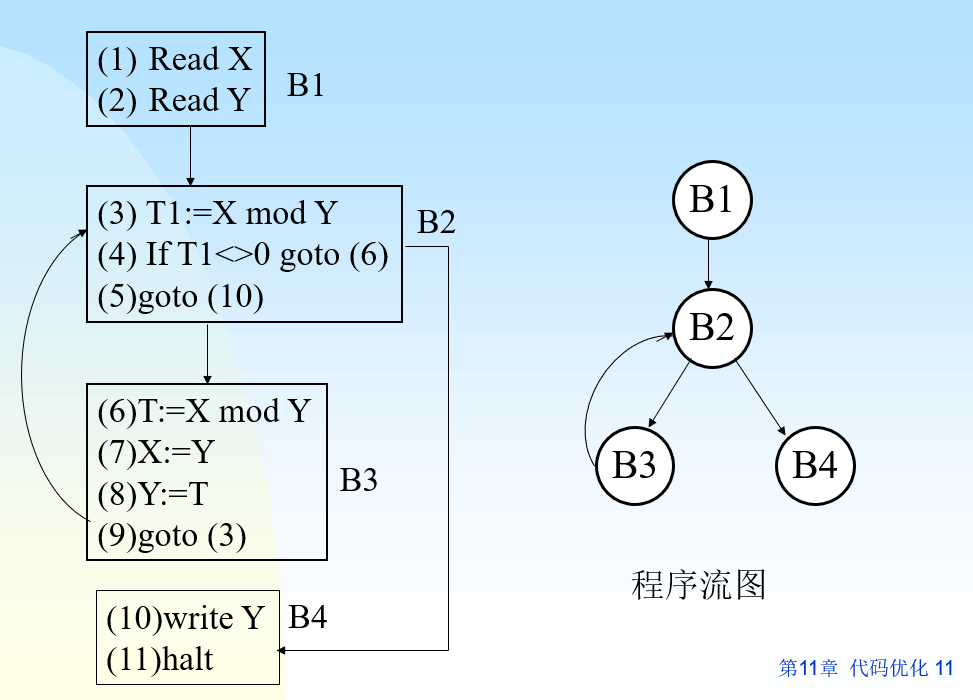 (1) Read X
(2) Read Y
B1
(3) T1:=X mod Y
(4) If T1<>0 goto (6)
(5)goto (10)
B2
(6)T:=X mod Y
(7)X:=Y
(8)Y:=T
(9)goto (3)
B3
(10)write Y
(11)halt
B4
B1
B2
B3
B4
程序流图
第11章 代码优化 11